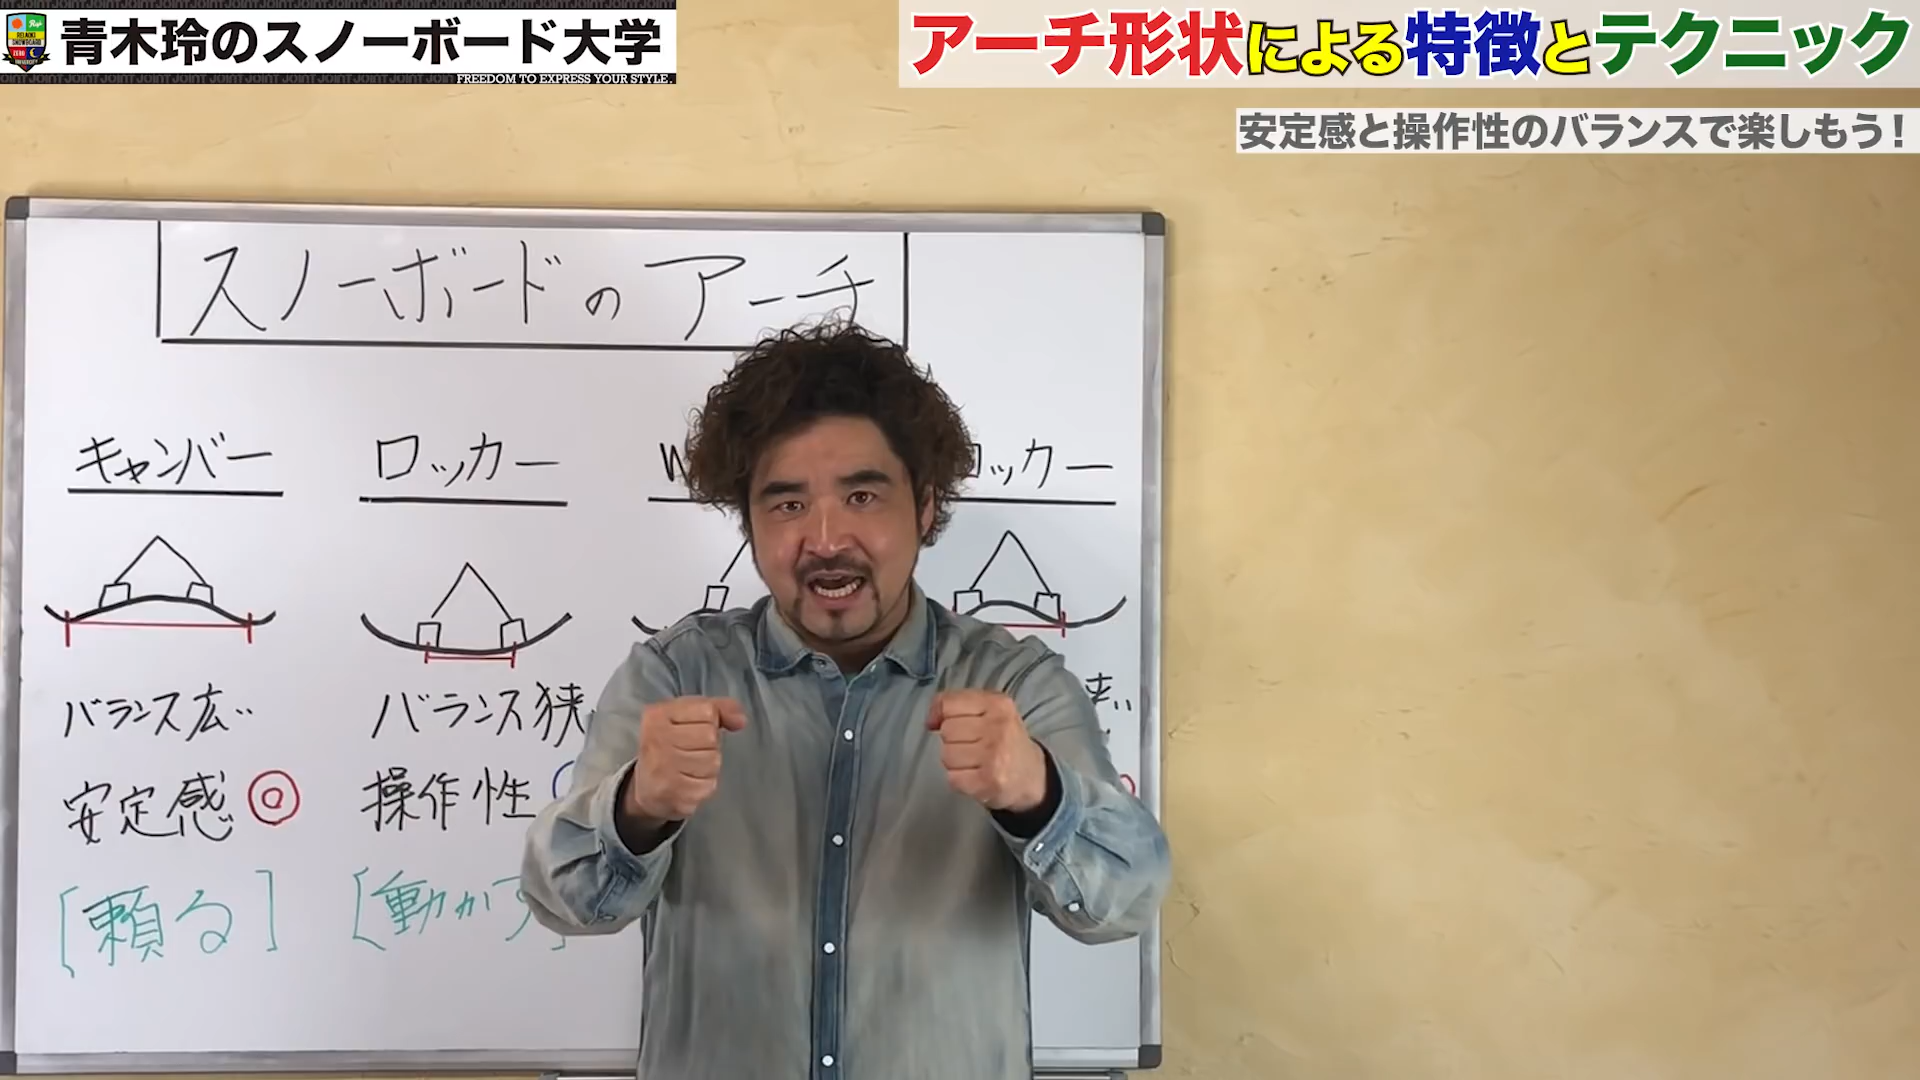 青木玲のスノーボード大学
FREEDOM TO EXPRESS YOUR STYLE.
アーチ形状による特徴とテクニック
安定感と操作性のバランスで楽しもう!
スノーボードのアーチ
キャンバー
ロッカー
W
ロッカー
バランス広い
バランス狭
安定感◎
操作性
[頼る]
[動かす]